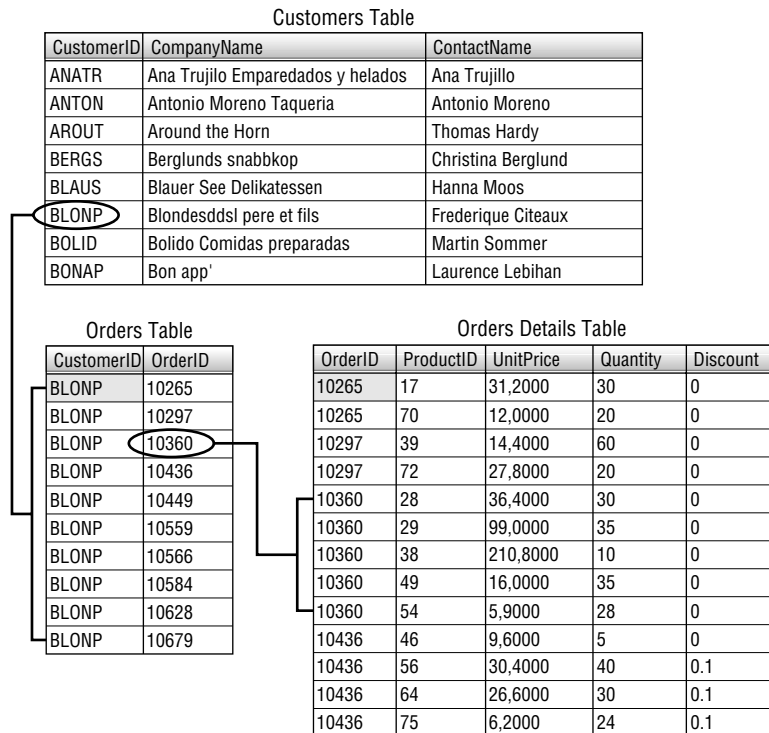 Customers Table
CustomerID CompanyName ContactName
ANATR Ana Trujilo Emparedados y helados Ana Trujillo
ANTON Antonio Moreno Taqueria Antonio Moreno
AROUT Around the Horn Thomas Hardy
BERGS Berglunds snabbkop Christina Berglund
BLAUS Blauer See Delikatessen Hanna Moos
BLONP Blondesddsl pere et fils Frederique Citeaux
BOLID Bolido Comidas preparadas Martin Sommer
BONAP Bon app' Laurence Lebihan
Orders Table
CustomerID OrderID
BLONP 10265
BLONP 10297
BLONP 10360
BLONP 10436
BLONP 10449
BLONP 10559
BLONP 10566
BLONP 10584
BLONP 10628
BLONP 10679
Orders Details Table
OrderID ProductID UnitPrice Quantity Discount
10265 17 31,2000 30 0
10265 70 12,0000 20 0
10297 39 14,4000 60 0
10297 72 27,8000 20 0
10360 28 36,4000 30 0
10360 29 99,0000 35 0
10360 38 210,8000 10 0
10360 49 16,0000 35 0
10360 54 5,9000 28 0
10436 46 9,6000 5 0
10436 56 30,4000 40 0.1
10436 64 26,6000 30 0.1
10436 75 6,2000 24 0.1